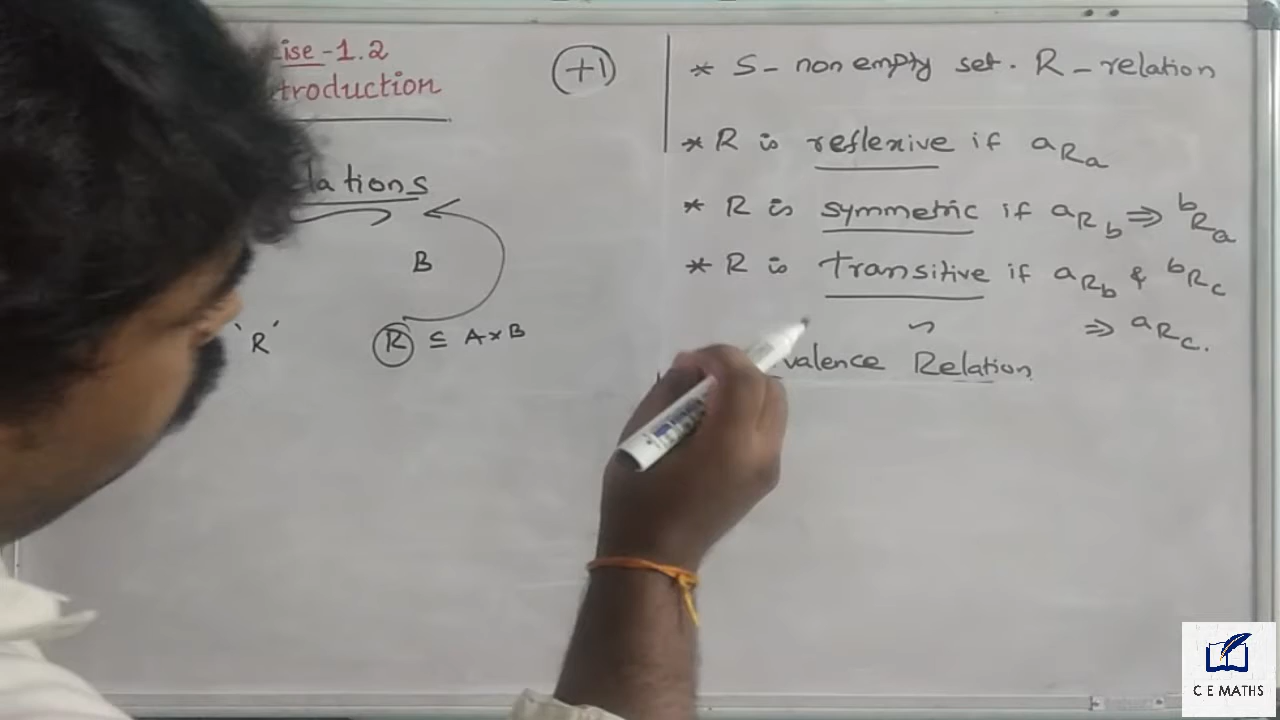 ise -1.2
troduction
+1
lations
B
'R'
R ⊆ A×B
* S - non empty set. R - relation
* R is reflexive if aRa
* R is symmetric if aRb ⇒ bRa
* R is transitive if aRb & bRc
⇒ aRc.
valence Relation
C E MATHS